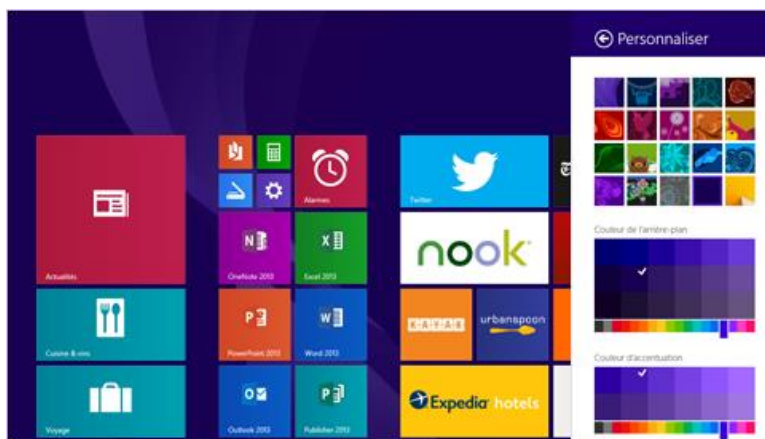 Personnaliser
Couleur de l'arrière-plan
Couleur d'accentuation
Actualités
Cuisine & vins
Voyage
Alarmes
OneNote 2013
Excel 2013
PowerPoint 2013
Word 2013
Outlook 2013
Publisher 2013
Twitter
nook
KAYAK
urbanspoon
Expedia hotels